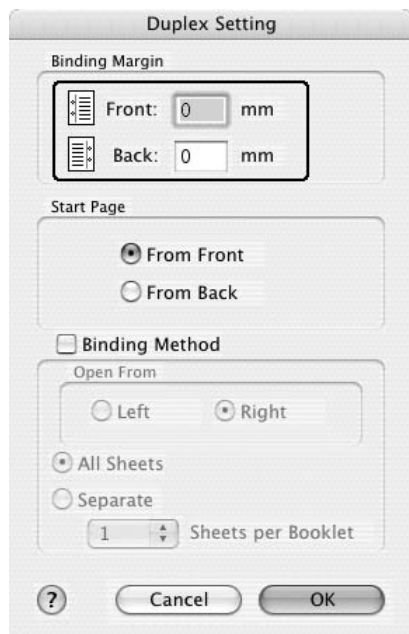 Duplex Setting
Binding Margin
Front: 0 mm
Back: 0 mm
Start Page
From Front
From Back
Binding Method
Open From
Left Right
All Sheets
Separate
1 Sheets per Booklet
? Cancel OK